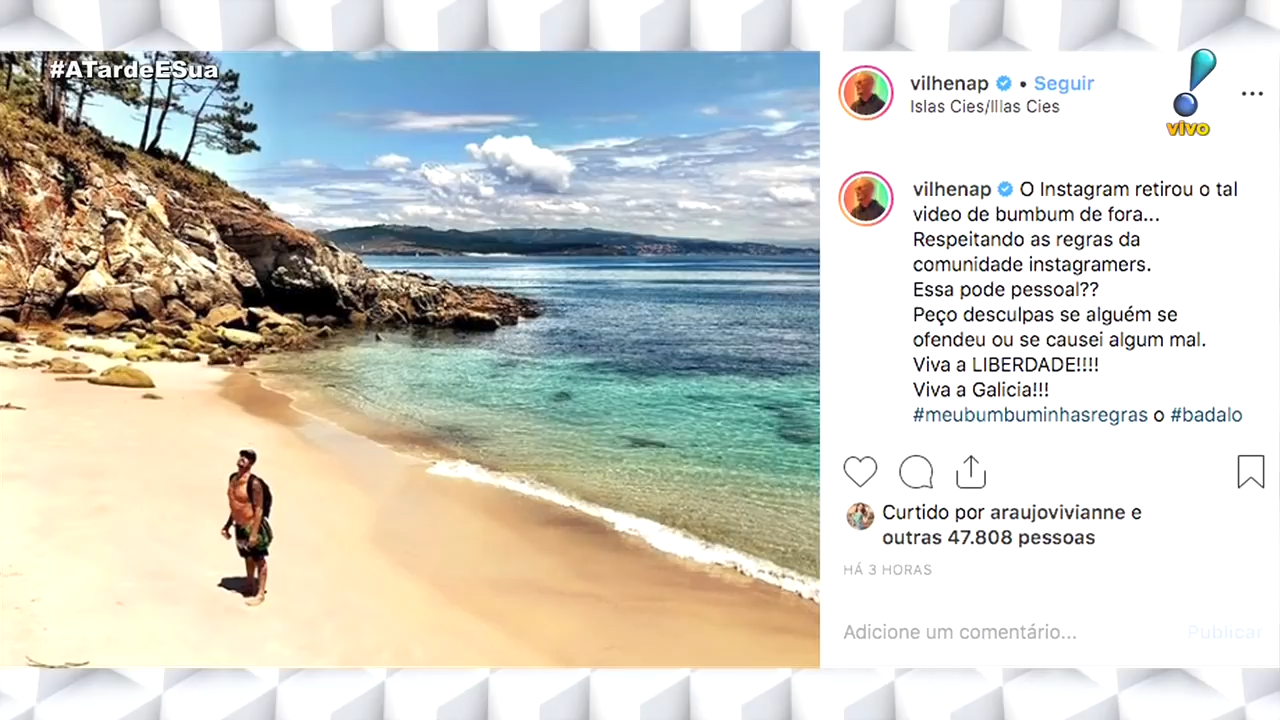 #ATardeESua
vilhenap • Seguir
Islas Cies/Illas Cies
vivo
vilhenap O Instagram retirou o tal
video de bumbum de fora...
Respeitando as regras da
comunidade instagramers.
Essa pode pessoal??
Peço desculpas se alguém se
ofendeu ou se causei algum mal.
Viva a LIBERDADE!!!!
Viva a Galicia!!!
#meubumbuminhasregras o #badalo
Curtido por araujovivianne e
outras 47.808 pessoas
HÁ 3 HORAS
Adicione um comentário... Publicar